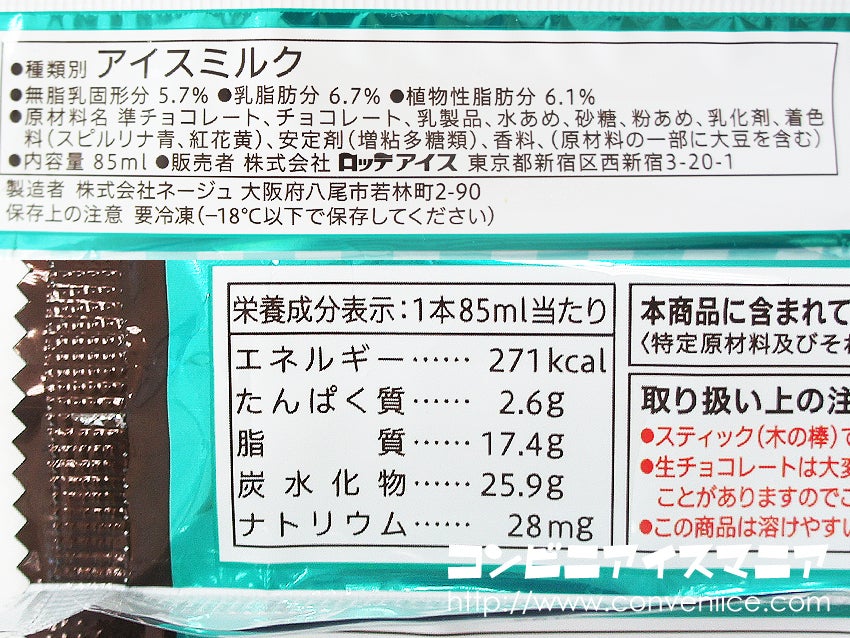 ●種類別 アイスミルク
●無脂乳固形分 5.7% ●乳脂肪分 6.7% ●植物性脂肪分 6.1%
●原材料名 準チョコレート、チョコレート、乳製品、水あめ、砂糖、粉あめ、乳化剤、着色
料(スピルリナ青、紅花黄)、安定剤(増粘多糖類)、香料、(原材料の一部に大豆を含む)
●内容量 85ml ●販売者 株式会社 ロッテアイス 東京都新宿区西新宿3-20-1
製造者 株式会社ネージュ 大阪府八尾市若林町2-90
保存上の注意 要冷凍(−18℃以下で保存してください)
栄養成分表示:1本85ml当たり
エネルギー…… 271kcal
たんぱく質…… 2.6g
脂質…… 17.4g
炭水化物…… 25.9g
ナトリウム…… 28mg
本商品に含まれて
〈特定原材料及びそれ
取り扱い上の注
●スティック(木の棒)で
●生チョコレートは大変
ことがありますのでご
●この商品は溶けやすい
コンビニアイスマニア
http://www.conveniice.com/